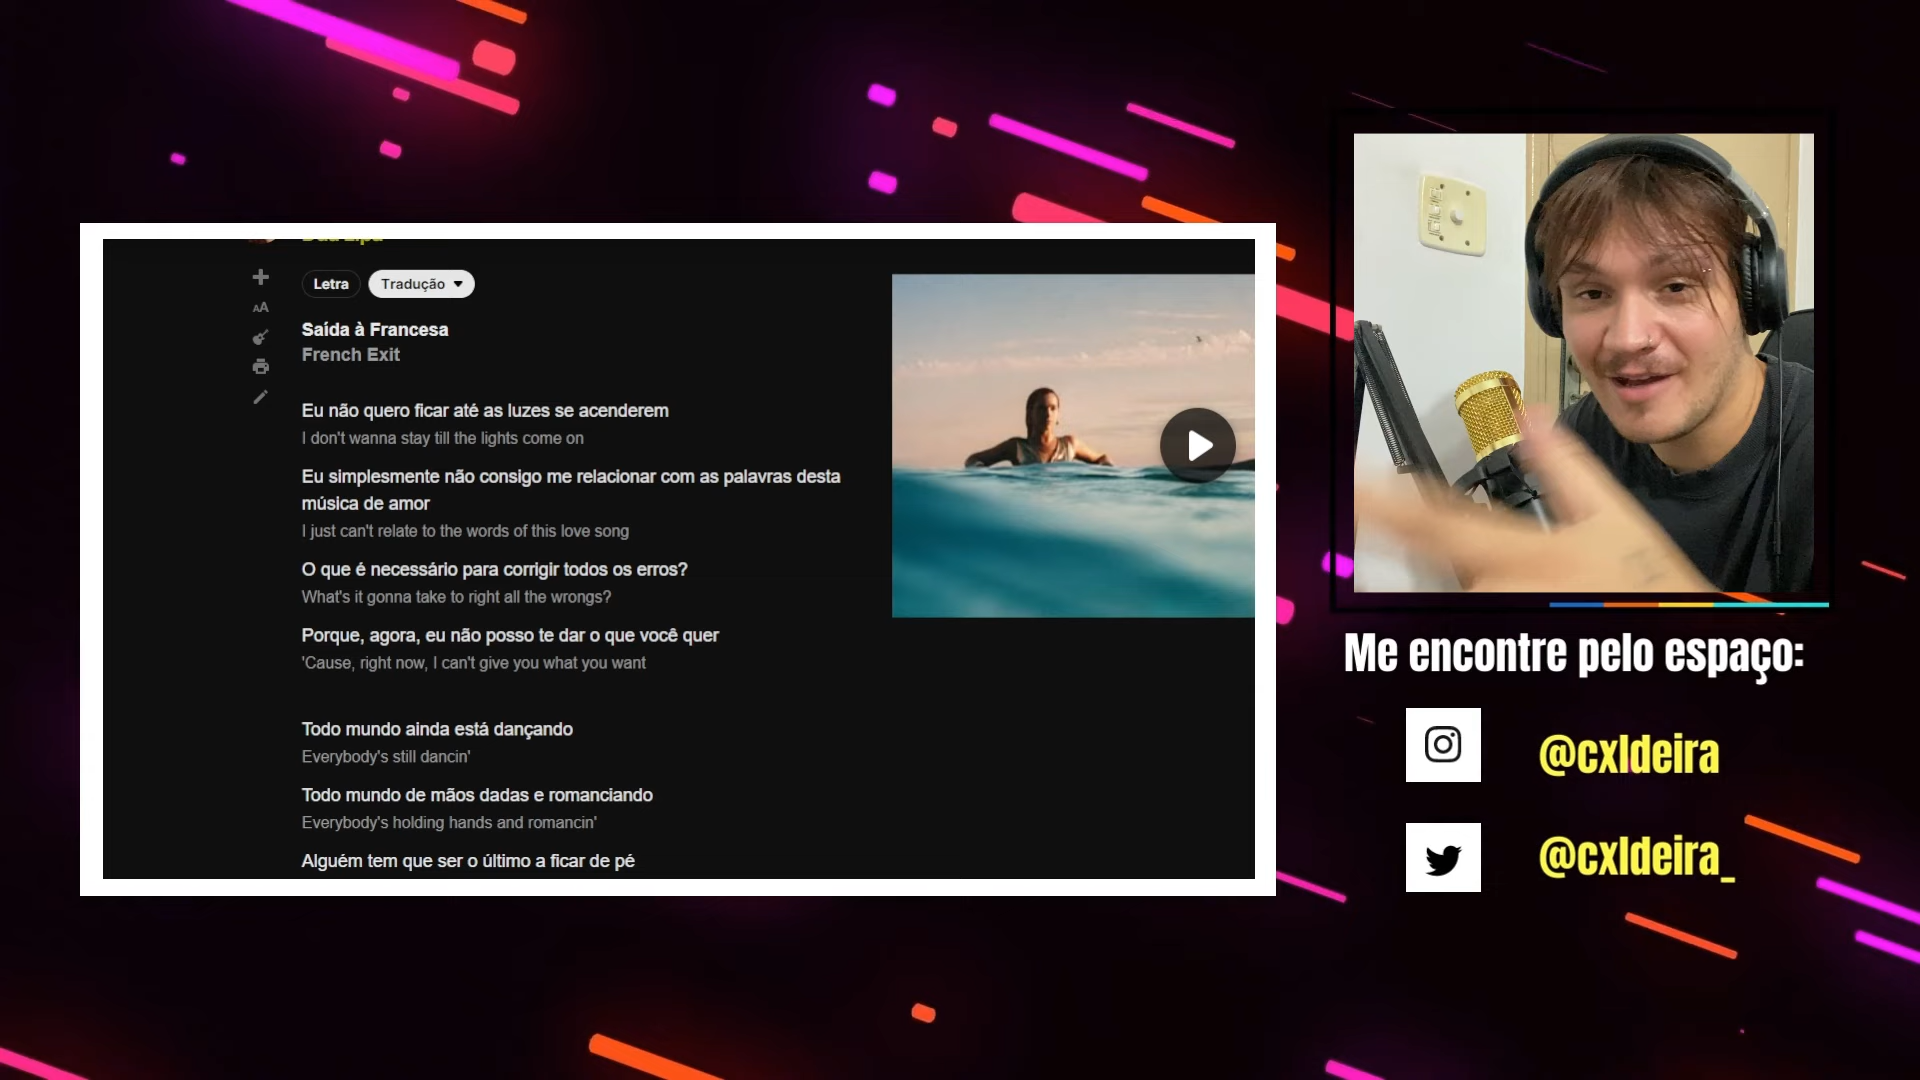 Dua Lipa
Letra
Tradução
Saída à Francesa
French Exit
AA
Eu não quero ficar até as luzes se acenderem
I don't wanna stay till the lights come on
Eu simplesmente não consigo me relacionar com as palavras desta
música de amor
I just can't relate to the words of this love song
O que é necessário para corrigir todos os erros?
What's it gonna take to right all the wrongs?
Porque, agora, eu não posso te dar o que você quer
'Cause, right now, I can't give you what you want
Todo mundo ainda está dançando
Everybody's still dancin'
Todo mundo de mãos dadas e romanciando
Everybody's holding hands and romancin'
Alguém tem que ser o último a ficar de pé
Me encontre pelo espaço:
@cxldeira
@cxldeira_